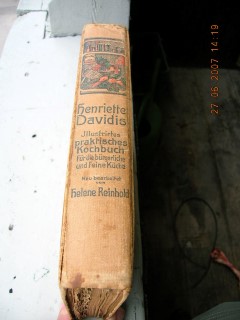 Henriette
Davidis
Illustriertes
praktisches
Kochbuch
für die bürgerliche
und feine Küche
Neu bearbeitet
von
Helene Reinhold
27 06 2007 14:19